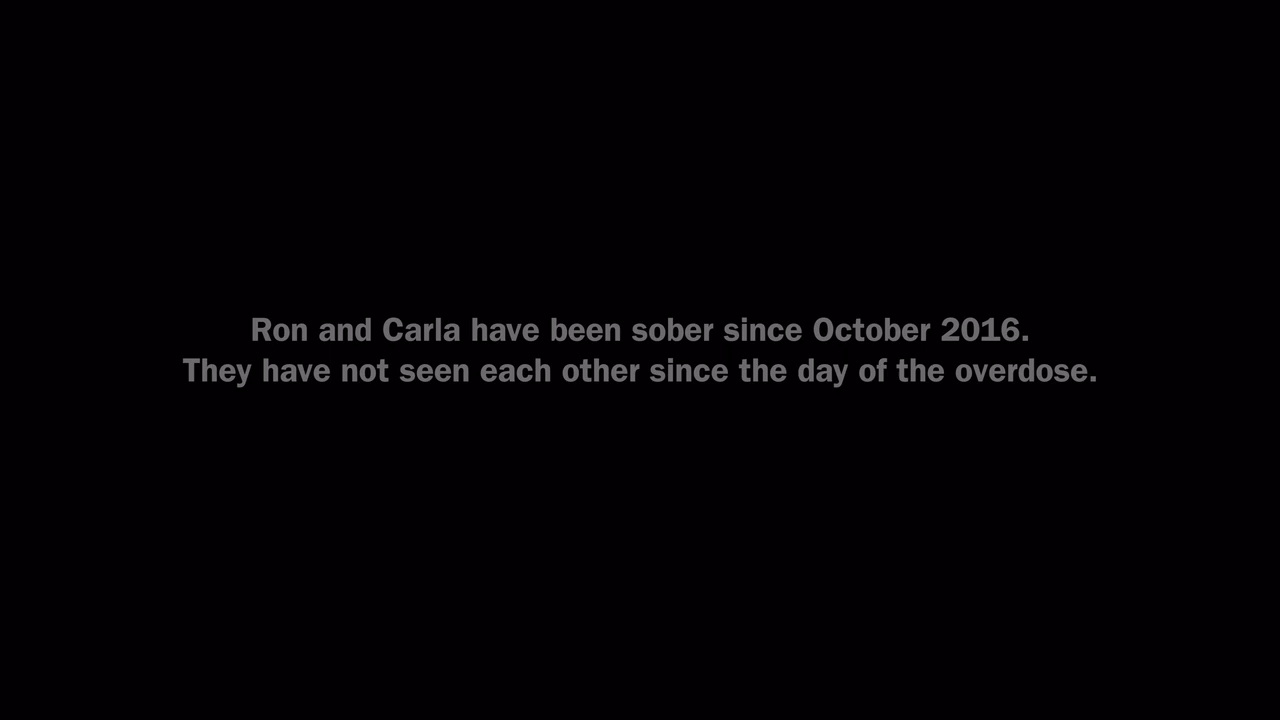 Ron and Carla have been sober since October 2016.
They have not seen each other since the day of the overdose.